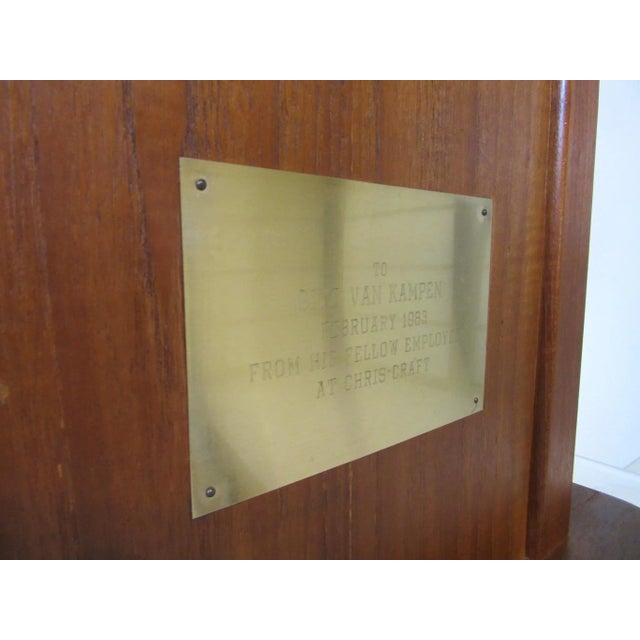 TO
VAN KAMPEN
FEBRUARY 1983
FROM HIS FELLOW
AT CHRIS-CRAFT